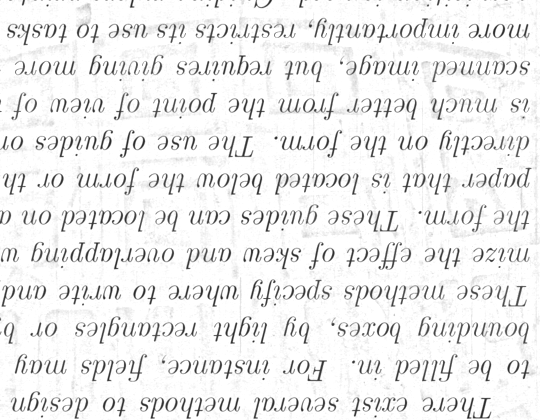 There exist several methods to design
to be filled in. For instance, fields may
bounding boxes, by light rectangles or b
These methods specify where to write and
mize the effect of skew and overlapping w
the form. These guides can be located on a
paper that is located below the form or th
directly on the form. The use of guides on
is much better from the point of view of
scanned image, but requires giving more
more importantly, restricts its use to tasks